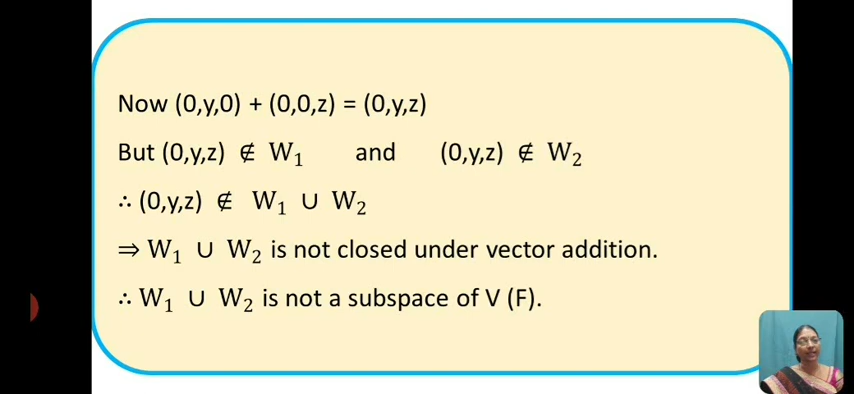 Now (0,y,0) + (0,0,z) = (0,y,z)
But (0,y,z) ∉ W₁ and (0,y,z) ∉ W₂
∴ (0,y,z) ∉ W₁ ∪ W₂
⇒ W₁ ∪ W₂ is not closed under vector addition.
∴ W₁ ∪ W₂ is not a subspace of V (F).